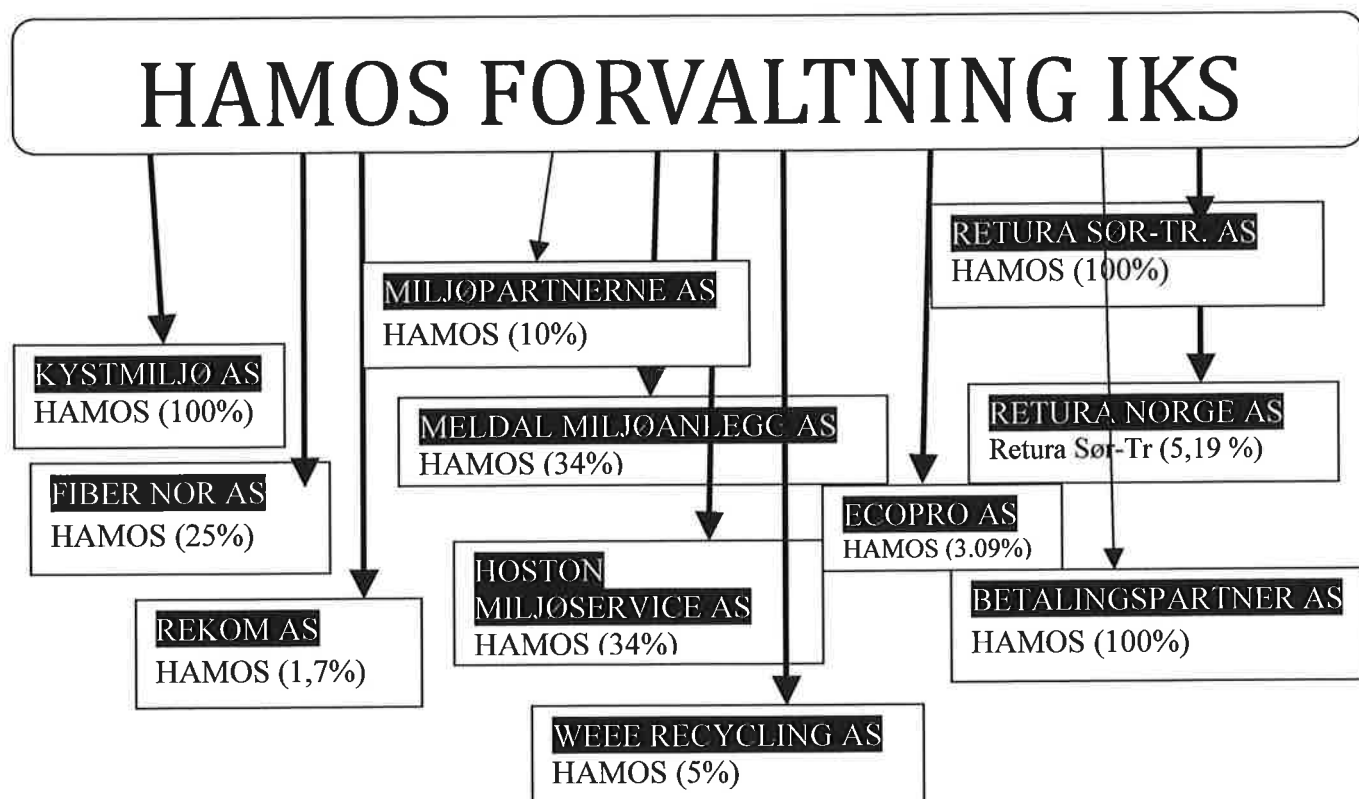 HAMOS FORVALTNING IKS
RETURA SØR-TR. AS
HAMOS (100%)
MILJØPARTNERNE AS
HAMOS (10%)
KYSTMILJØ AS
HAMOS (100%)
MELDAL MILJØANLEGG AS
HAMOS (34%)
RETURA NORGE AS
Retura Sør-Tr (5,19 %)
FIBER NOR AS
HAMOS (25%)
ECOPRO AS
HAMOS (3.09%)
HOSTON
MILJØSERVICE AS
HAMOS (34%)
BETALINGSPARTNER AS
HAMOS (100%)
REKOM AS
HAMOS (1,7%)
WEEE RECYCLING AS
HAMOS (5%)